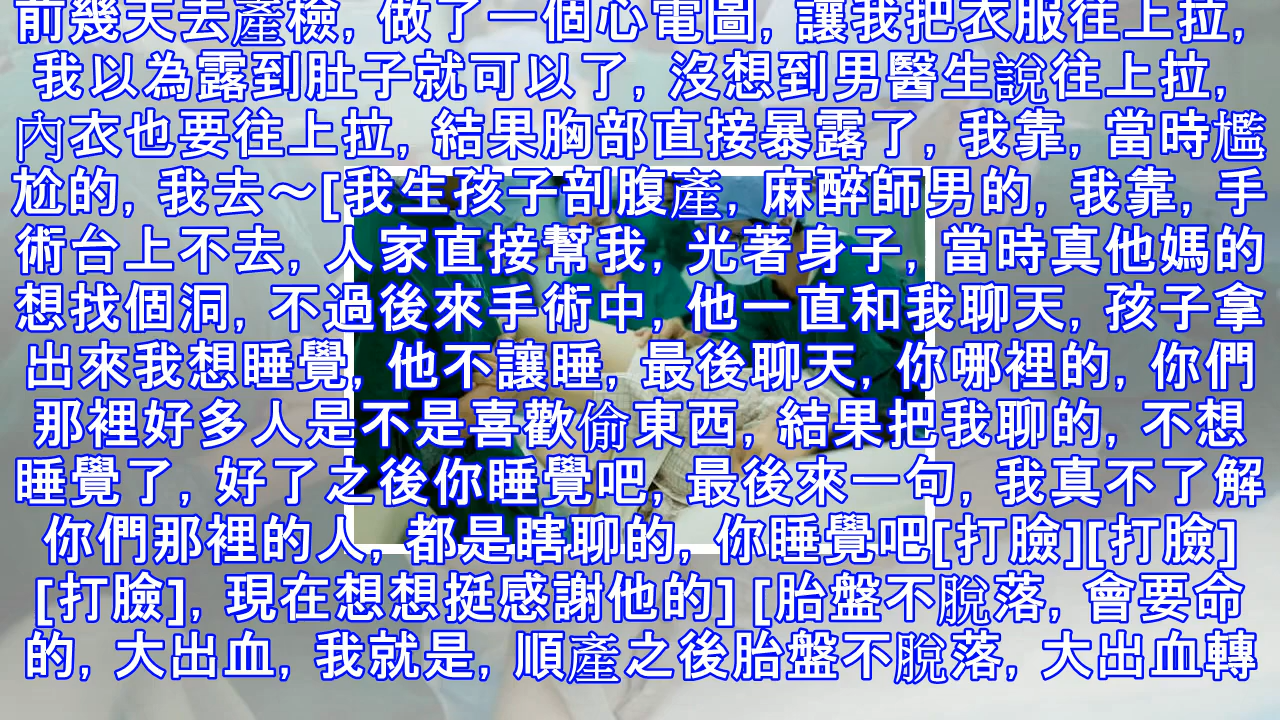 前幾天去產檢, 做了一個心電圖, 讓我把衣服往上拉,
我以為露到肚子就可以了, 沒想到男醫生說往上拉,
內衣也要往上拉, 結果胸部直接暴露了, 我靠, 當時尷
尬的, 我去～[我生孩子剖腹產, 麻醉師男的, 我靠, 手
術台上不去, 人家直接幫我, 光著身子, 當時真他媽的
想找個洞, 不過後來手術中, 他一直和我聊天, 孩子拿
出來我想睡覺, 他不讓睡, 最後聊天, 你哪裡的, 你們
那裡好多人是不是喜歡偷東西, 結果把我聊的, 不想
睡覺了, 好了之後你睡覺吧, 最後來一句, 我真不了解
你們那裡的人, 都是瞎聊的, 你睡覺吧[打臉][打臉]
[打臉], 現在想想挺感謝他的] [胎盤不脫落, 會要命
的, 大出血, 我就是, 順產之後胎盤不脫落, 大出血轉